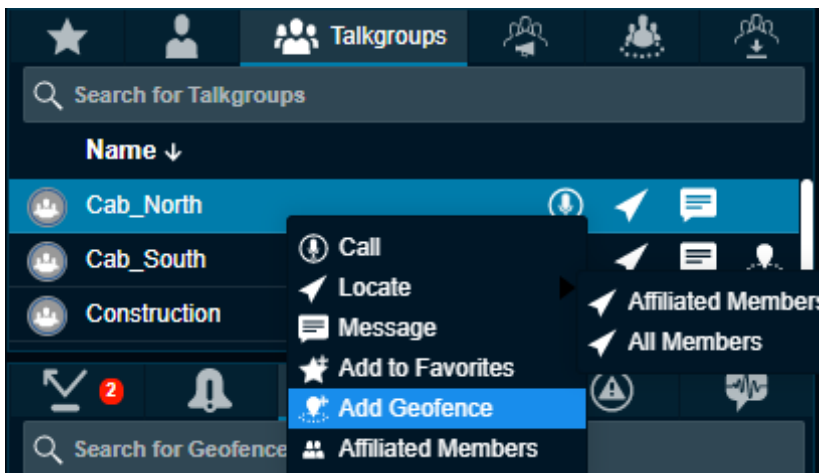 Talkgroups
Search for Talkgroups
Name ↓
Cab_North
Cab_South
Construction
Call
Locate
Message
Add to Favorites
Add Geofence
Affiliated Members
Affiliated Members
All Members
2
Search for Geofence